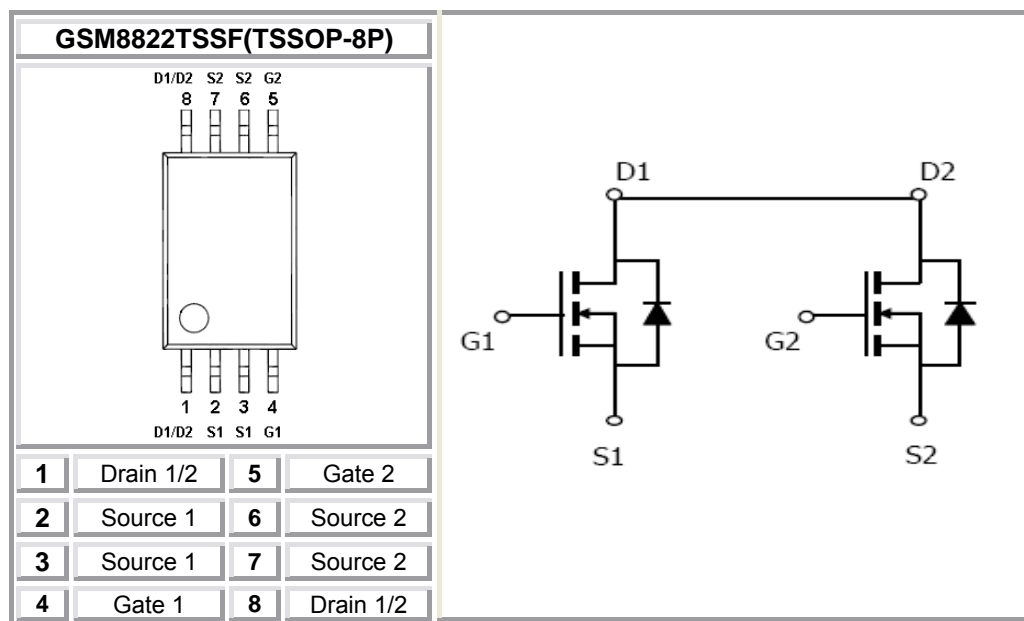 GSM8822TSSF(TSSOP-8P)
D1/D2 S2 S2 G2
8 7 6 5
1 2 3 4
D1/D2 S1 S1 G1
1 Drain 1/2 5 Gate 2
2 Source 1 6 Source 2
3 Source 1 7 Source 2
4 Gate 1 8 Drain 1/2
D1 D2
G1 G2
S1 S2